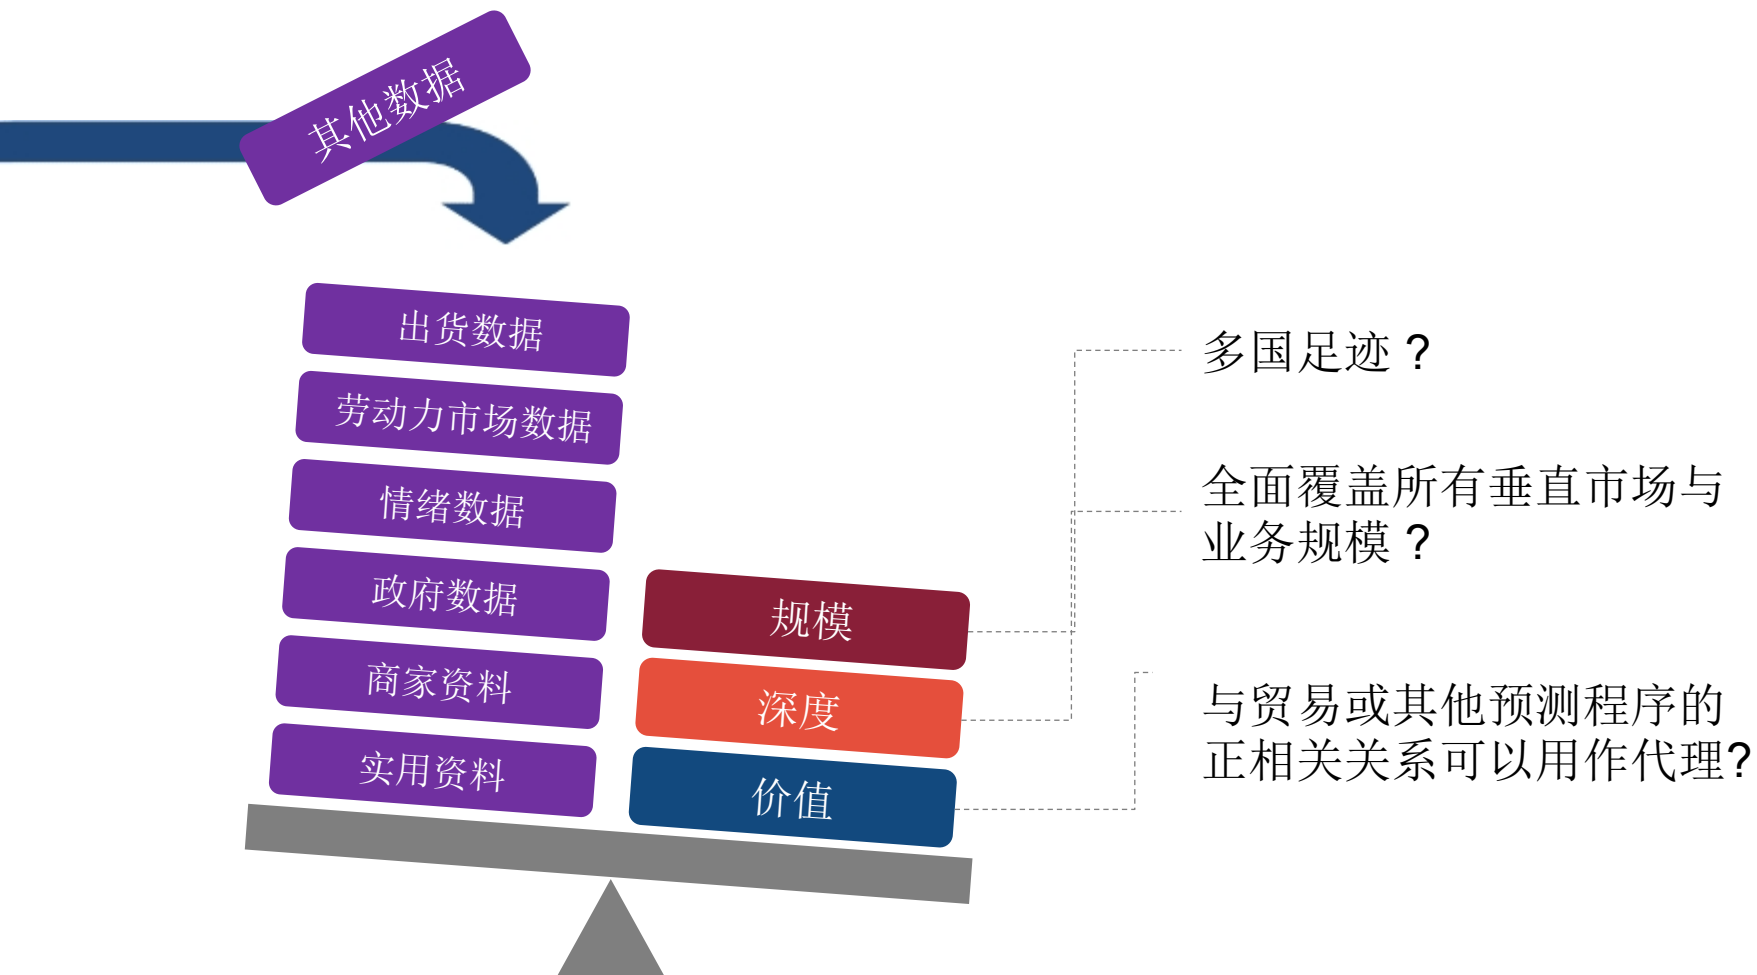 其他数据
出货数据
劳动力市场数据
情绪数据
政府数据
商家资料
实用资料
规模
深度
价值
多国足迹？
全面覆盖所有垂直市场与
业务规模？
与贸易或其他预测程序的
正相关关系可以用作代理?